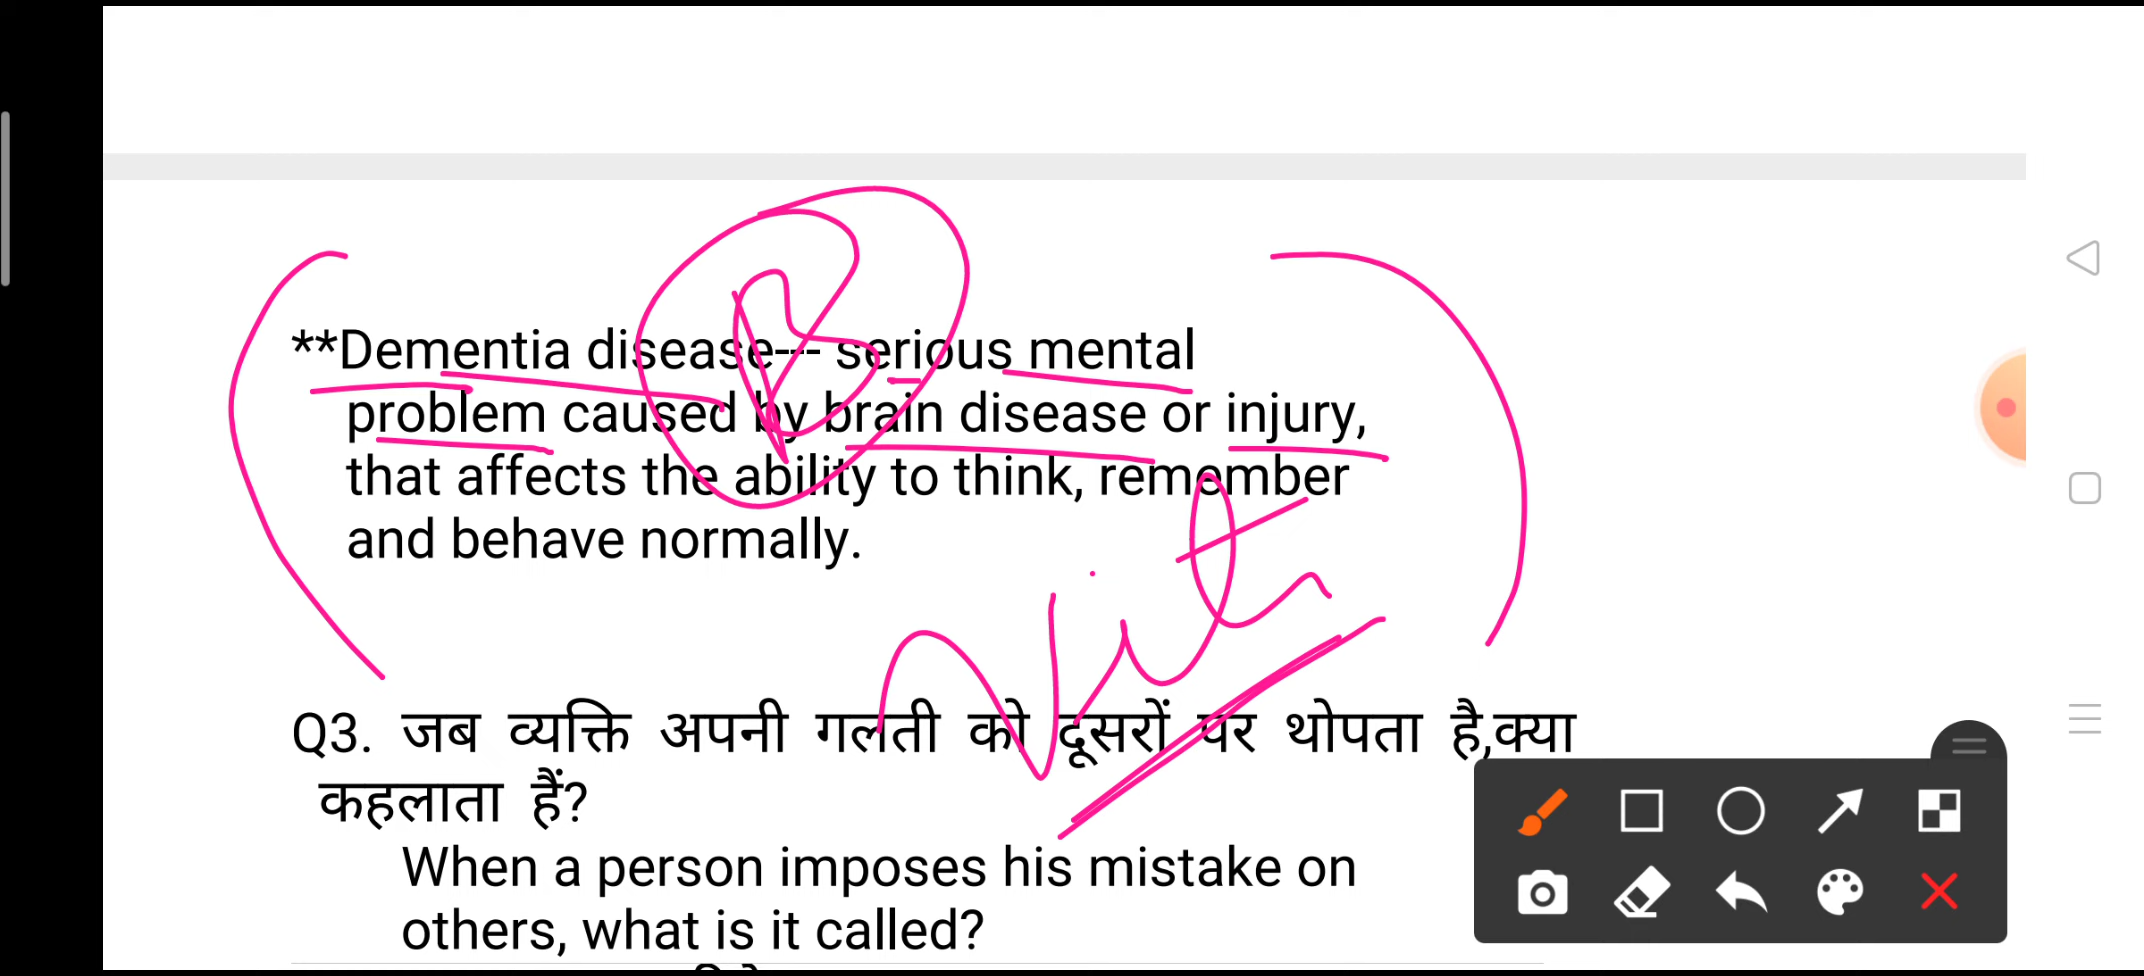 **Dementia disease--- serious mental
problem caused by brain disease or injury,
that affects the ability to think, remember
and behave normally.
Q3. जब व्यक्ति अपनी गलती को दूसरों पर थोपता है,क्या
कहलाता हैं?
When a person imposes his mistake on
others, what is it called?